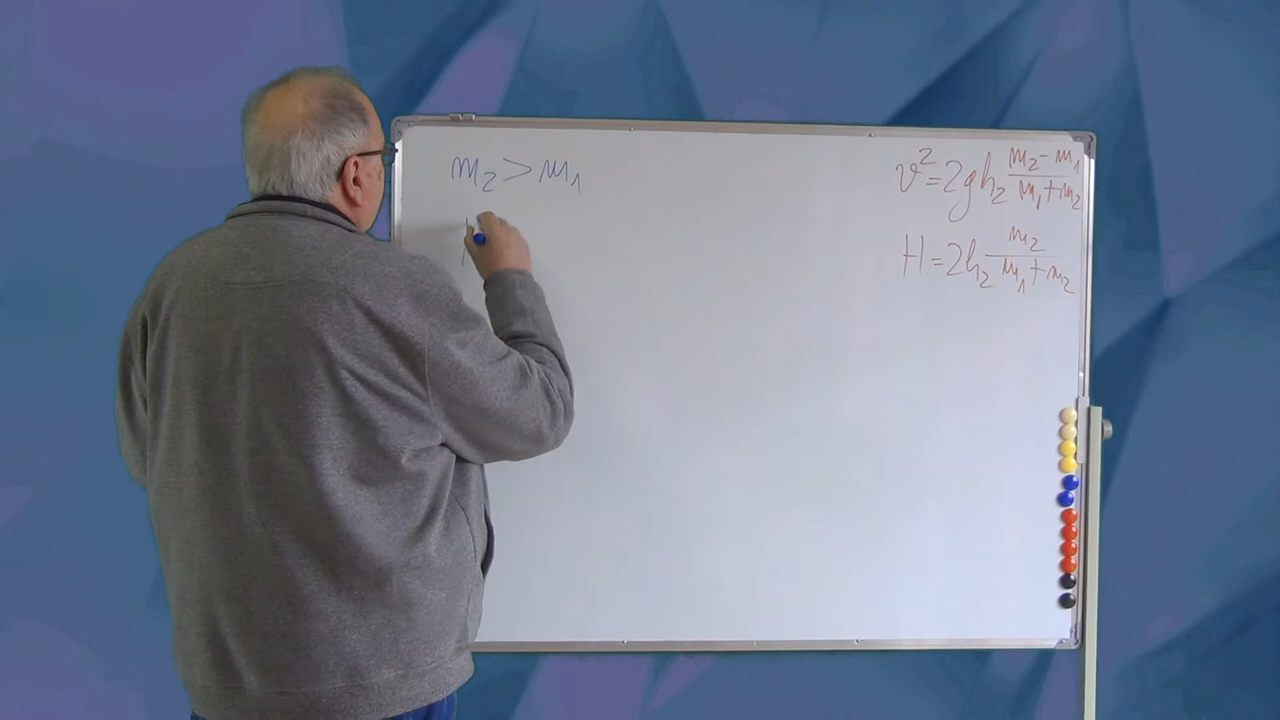 m₂ > m₁
v² = 2gh₂ (m₂ - m₁)/(m₁ + m₂)
H = 2h₂ m₂/(m₁ + m₂)